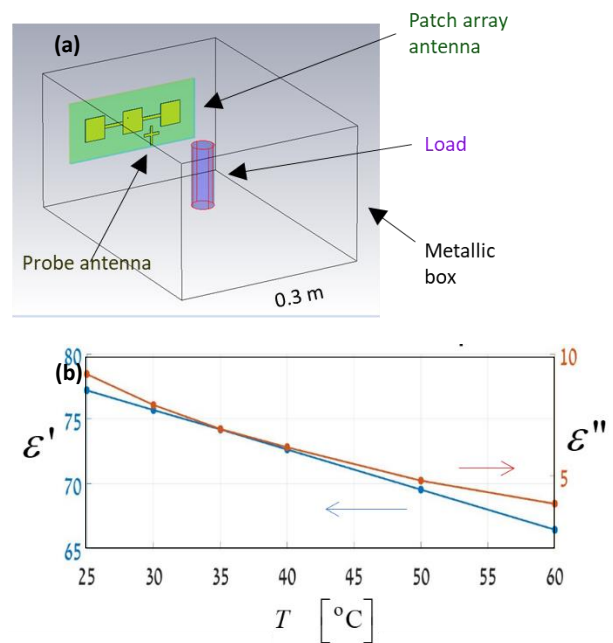 (a)
Patch array
antenna
Load
Probe antenna
Metallic
box
0.3 m
(b)
80
75
70
65
ε'
10
5
ε"
25 30 35 40 45 50 55 60
T [°C]